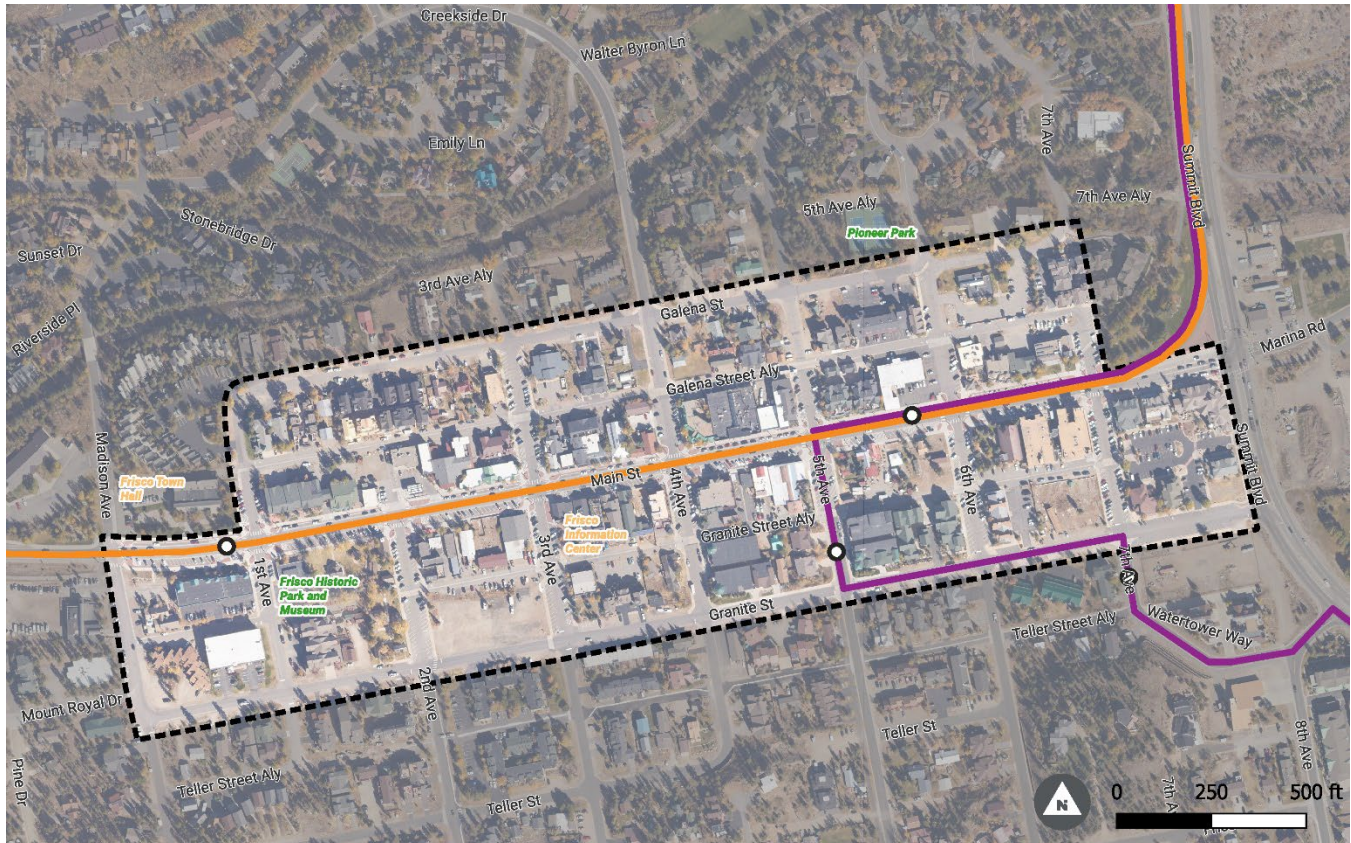 Creekside Dr
Walter Byron Ln
Emily Ln
7th Ave
Summit Blvd
7th Ave Aly
5th Ave Aly
Pioneer Park
Stonebridge Dr
Sunset Dr
3rd Ave Aly
Riverside Pl
Galena St
Marina Rd
Galena Street Aly
Madison Ave
Frisco Town
Hall
Main St
4th Ave
5th Ave
6th Ave
Summit Blvd
Frisco
Information
Center
Granite Street Aly
3rd Ave
1st Ave
Frisco Historic
Park and
Museum
7th Ave
Granite St
Teller Street Aly
Watertower Way
2nd Ave
Mount Royal Dr
Teller St
8th Ave
Pine Dr
Teller Street Aly
Teller St
N
0 250 500 ft